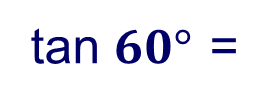 tan 60° =